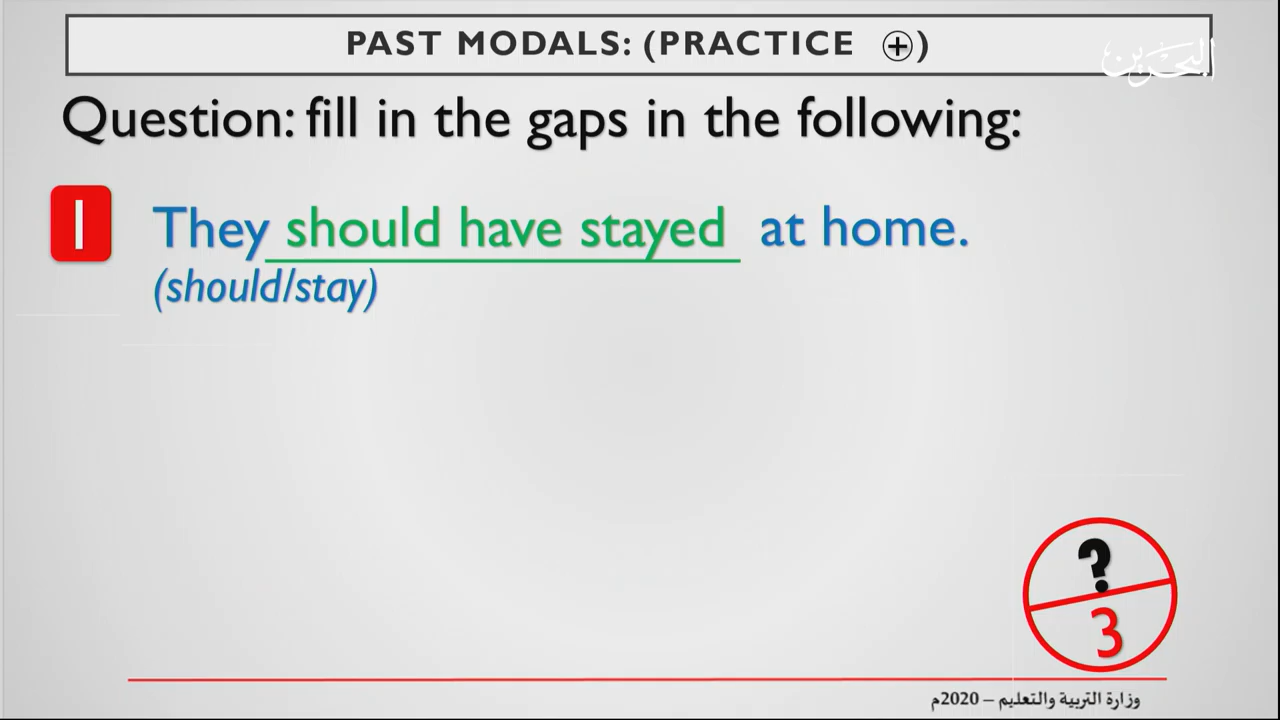 PAST MODALS: (PRACTICE ⊕)
البحرين
Question: fill in the gaps in the following:
1 They should have stayed at home.
(should/stay)
?
3
وزارة التربية والتعليم – 2020م